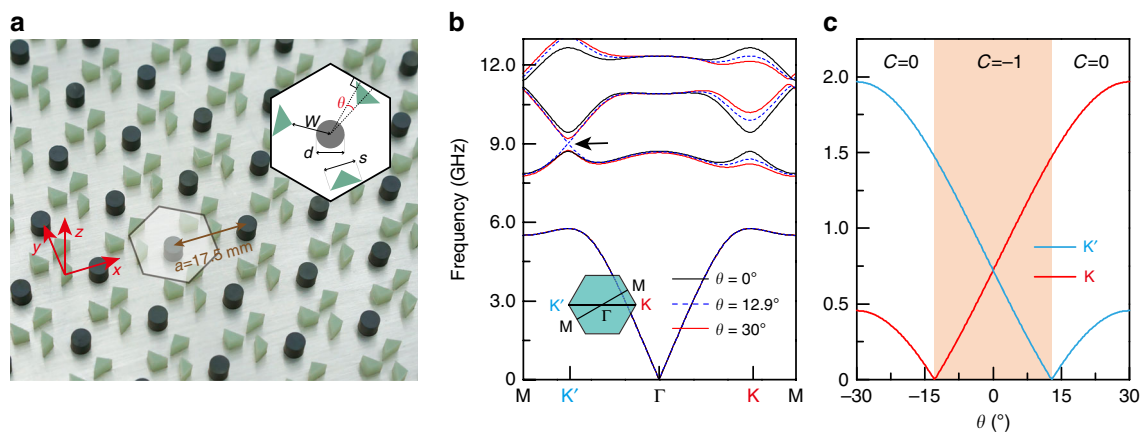 a
W
θ
d
s
y
z
x
a=17.5 mm
b
Frequency (GHz)
12.0
9.0
6.0
3.0
0
M
K′
Γ
K
M
K′
M
Γ
M
K
θ = 0°
θ = 12.9°
θ = 30°
c
C=0
C=−1
C=0
2.0
1.5
1.0
0.5
0
−30
−15
0
15
30
θ (°)
K′
K